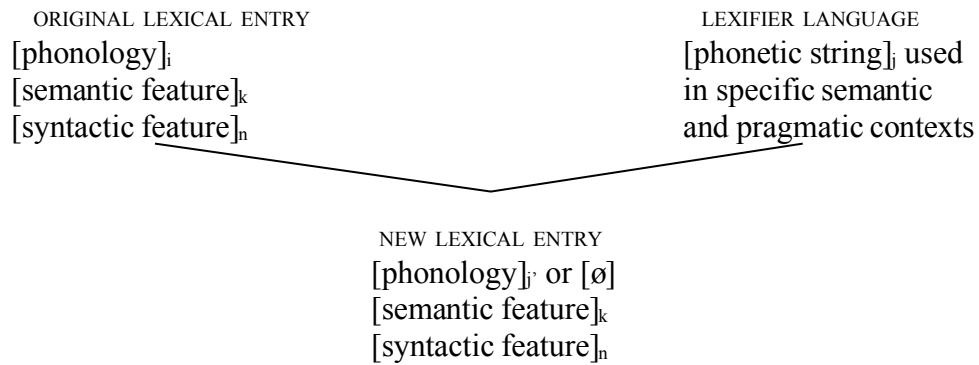 ORIGINAL LEXICAL ENTRY
[phonology]ᵢ
[semantic feature]ₖ
[syntactic feature]ₙ
LEXIFIER LANGUAGE
[phonetic string]ⱼ used
in specific semantic
and pragmatic contexts
NEW LEXICAL ENTRY
[phonology]ⱼ’ or [ø]
[semantic feature]ₖ
[syntactic feature]ₙ